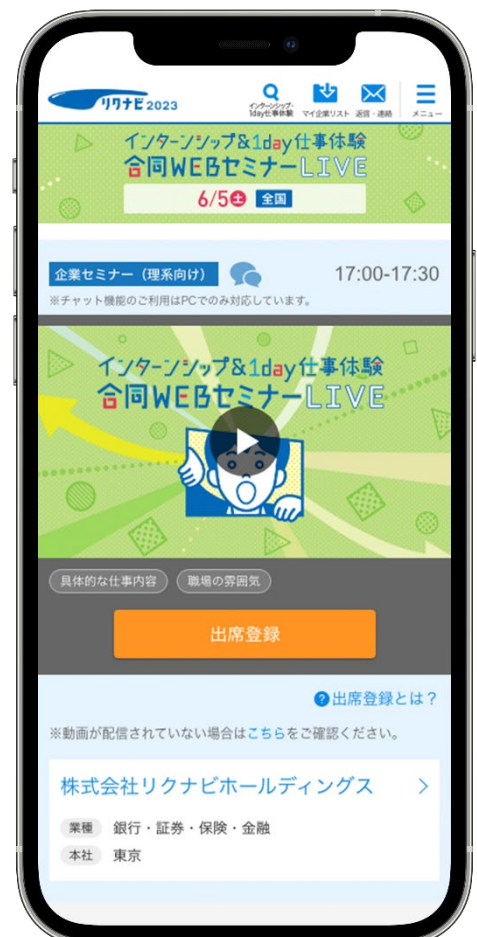 リクナビ2023
インターンシップ・
1day仕事体験
マイ企業リスト
返信・連絡
メニュー
インターンシップ&1day仕事体験
合同WEBセミナーLIVE
6/5土 全国
企業セミナー（理系向け） 17:00-17:30
※チャット機能のご利用はPCでのみ対応しています。
インターンシップ&1day仕事体験
合同WEBセミナーLIVE
具体的な仕事内容 職場の雰囲気
出席登録
?出席登録とは？
※動画が配信されていない場合はこちらをご確認ください。
株式会社リクナビホールディングス
業種 銀行・証券・保険・金融
本社 東京